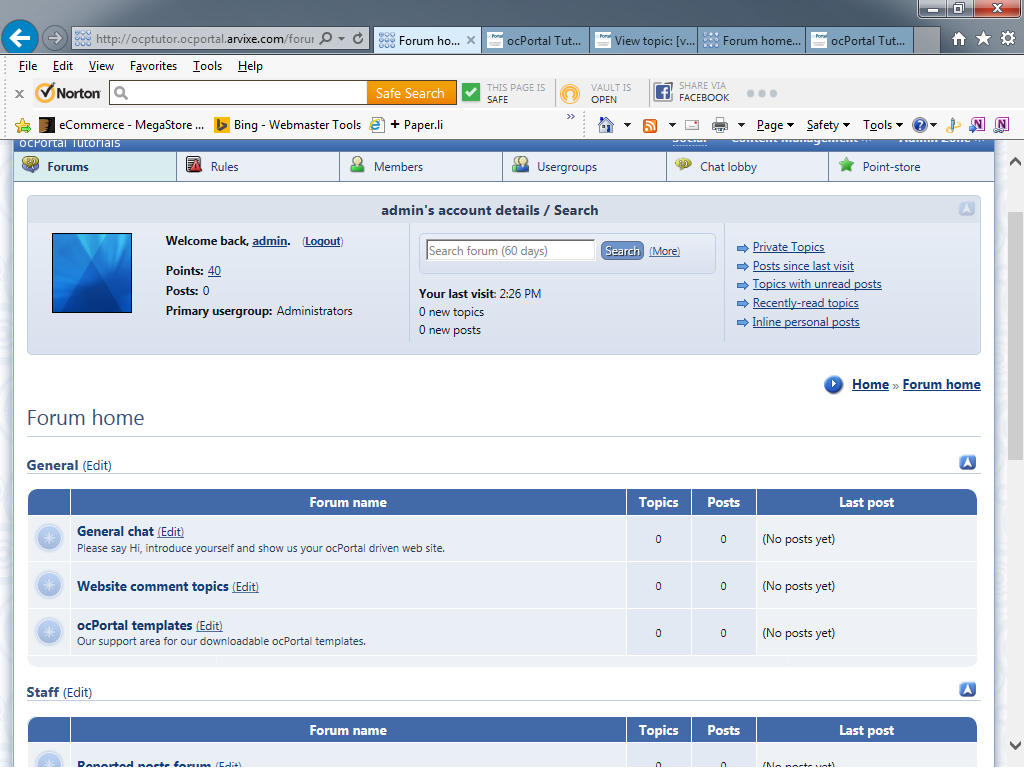 http://ocptutor.ocportal.arvixe.com/forur
Forum ho...
ocPortal Tut...
View topic: [v...
Forum home...
ocPortal Tut...
File Edit View Favorites Tools Help
Norton
Safe Search
THIS PAGE IS
SAFE
VAULT IS
OPEN
SHARE VIA
FACEBOOK
eCommerce - MegaStore ...
Bing - Webmaster Tools
+ Paper.li
Page
Safety
Tools
ocPortal Tutorials
Social
Content Management
Admin Zone
Forums
Rules
Members
Usergroups
Chat lobby
Point-store
admin's account details / Search
Welcome back, admin. (Logout)
Points: 40
Posts: 0
Primary usergroup: Administrators
Search forum (60 days)
Search
(More)
Your last visit: 2:26 PM
0 new topics
0 new posts
Private Topics
Posts since last visit
Topics with unread posts
Recently-read topics
Inline personal posts
Home » Forum home
Forum home
General (Edit)
Forum name Topics Posts Last post
General chat (Edit)
Please say Hi, introduce yourself and show us your ocPortal driven web site.
0 0 (No posts yet)
Website comment topics (Edit)
0 0 (No posts yet)
ocPortal templates (Edit)
Our support area for our downloadable ocPortal templates.
0 0 (No posts yet)
Staff (Edit)
Forum name Topics Posts Last post
Reported posts forum (Edit)
0 0 (No posts yet)